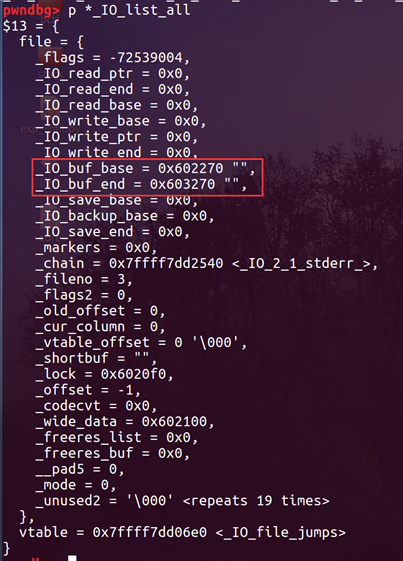 pwndbg> p *_IO_list_all
$13 = {
file = {
_flags = -72539004,
_IO_read_ptr = 0x0,
_IO_read_end = 0x0,
_IO_read_base = 0x0,
_IO_write_base = 0x0,
_IO_write_ptr = 0x0,
_IO_write_end = 0x0,
_IO_buf_base = 0x602270 "",
_IO_buf_end = 0x603270 "",
_IO_save_base = 0x0,
_IO_backup_base = 0x0,
_IO_save_end = 0x0,
_markers = 0x0,
_chain = 0x7ffff7dd2540 <_IO_2_1_stderr_>,
_fileno = 3,
_flags2 = 0,
_old_offset = 0,
_cur_column = 0,
_vtable_offset = 0 '\000',
_shortbuf = "",
_lock = 0x6020f0,
_offset = -1,
_codecvt = 0x0,
_wide_data = 0x602100,
_freeres_list = 0x0,
_freeres_buf = 0x0,
__pad5 = 0,
_mode = 0,
_unused2 = '\000' <repeats 19 times>
},
vtable = 0x7ffff7dd06e0 <_IO_file_jumps>
}